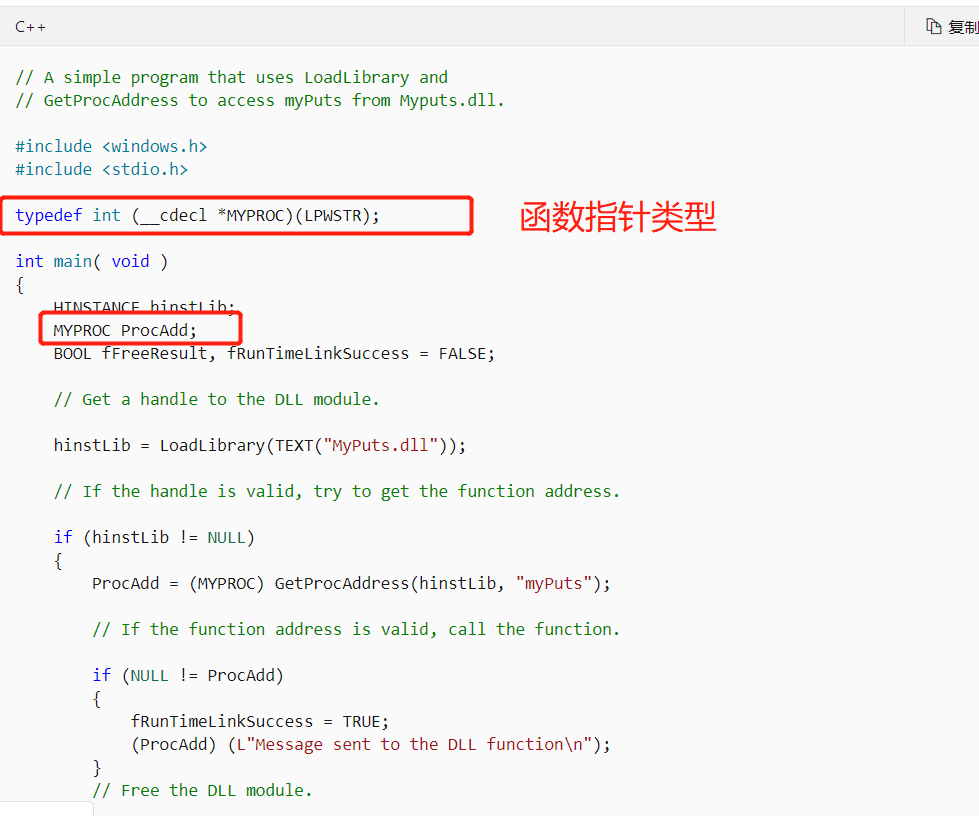 C++
复制
// A simple program that uses LoadLibrary and
// GetProcAddress to access myPuts from Myputs.dll.
#include <windows.h>
#include <stdio.h>
typedef int (__cdecl *MYPROC)(LPWSTR);
函数指针类型
int main( void )
{
HINSTANCE hinstLib;
MYPROC ProcAdd;
BOOL fFreeResult, fRunTimeLinkSuccess = FALSE;
// Get a handle to the DLL module.
hinstLib = LoadLibrary(TEXT("MyPuts.dll"));
// If the handle is valid, try to get the function address.
if (hinstLib != NULL)
{
ProcAdd = (MYPROC) GetProcAddress(hinstLib, "myPuts");
// If the function address is valid, call the function.
if (NULL != ProcAdd)
{
fRunTimeLinkSuccess = TRUE;
(ProcAdd) (L"Message sent to the DLL function\n");
}
// Free the DLL module.